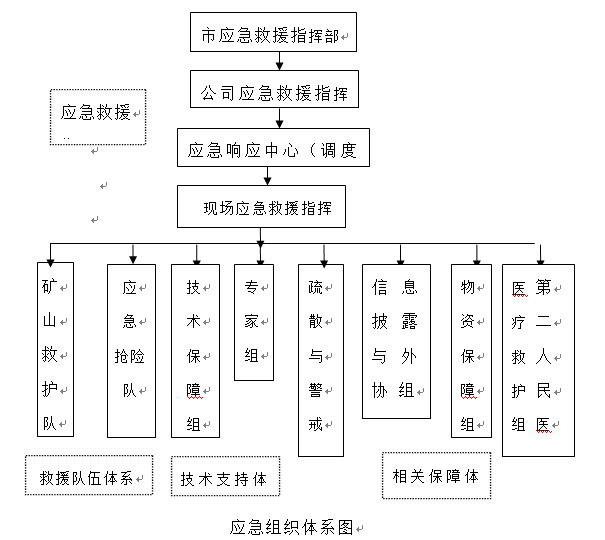 市应急救援指挥部
公司应急救援指挥
应急救援
应急响应中心（调度
现场应急救援指挥
矿山救护队
应急抢险队
技术保障组
专家组
疏散与警戒
信息披露与外协组
物资保障组
医疗救护组
第二人民医
救援队伍体系
技术支持体
相关保障体
应急组织体系图